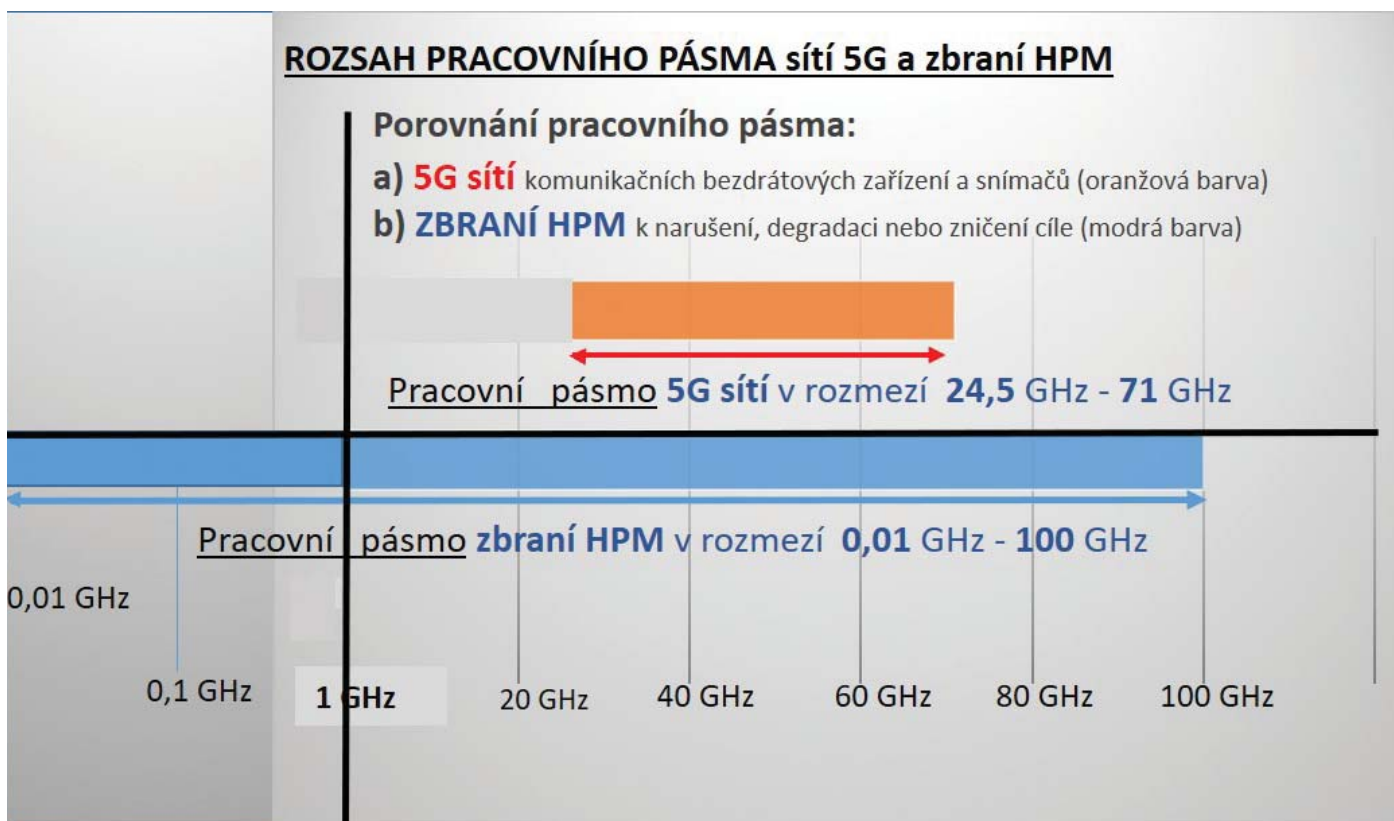 ROZSAH PRACOVNÍHO PÁSMA sítí 5G a zbraní HPM
Porovnání pracovního pásma:
a) 5G sítí komunikačních bezdrátových zařízení a snímačů (oranžová barva)
b) ZBRANÍ HPM k narušení, degradaci nebo zničení cíle (modrá barva)
Pracovní pásmo 5G sítí v rozmezí 24,5 GHz - 71 GHz
Pracovní pásmo zbraní HPM v rozmezí 0,01 GHz - 100 GHz
0,01 GHz
0,1 GHz 1 GHz 20 GHz 40 GHz 60 GHz 80 GHz 100 GHz